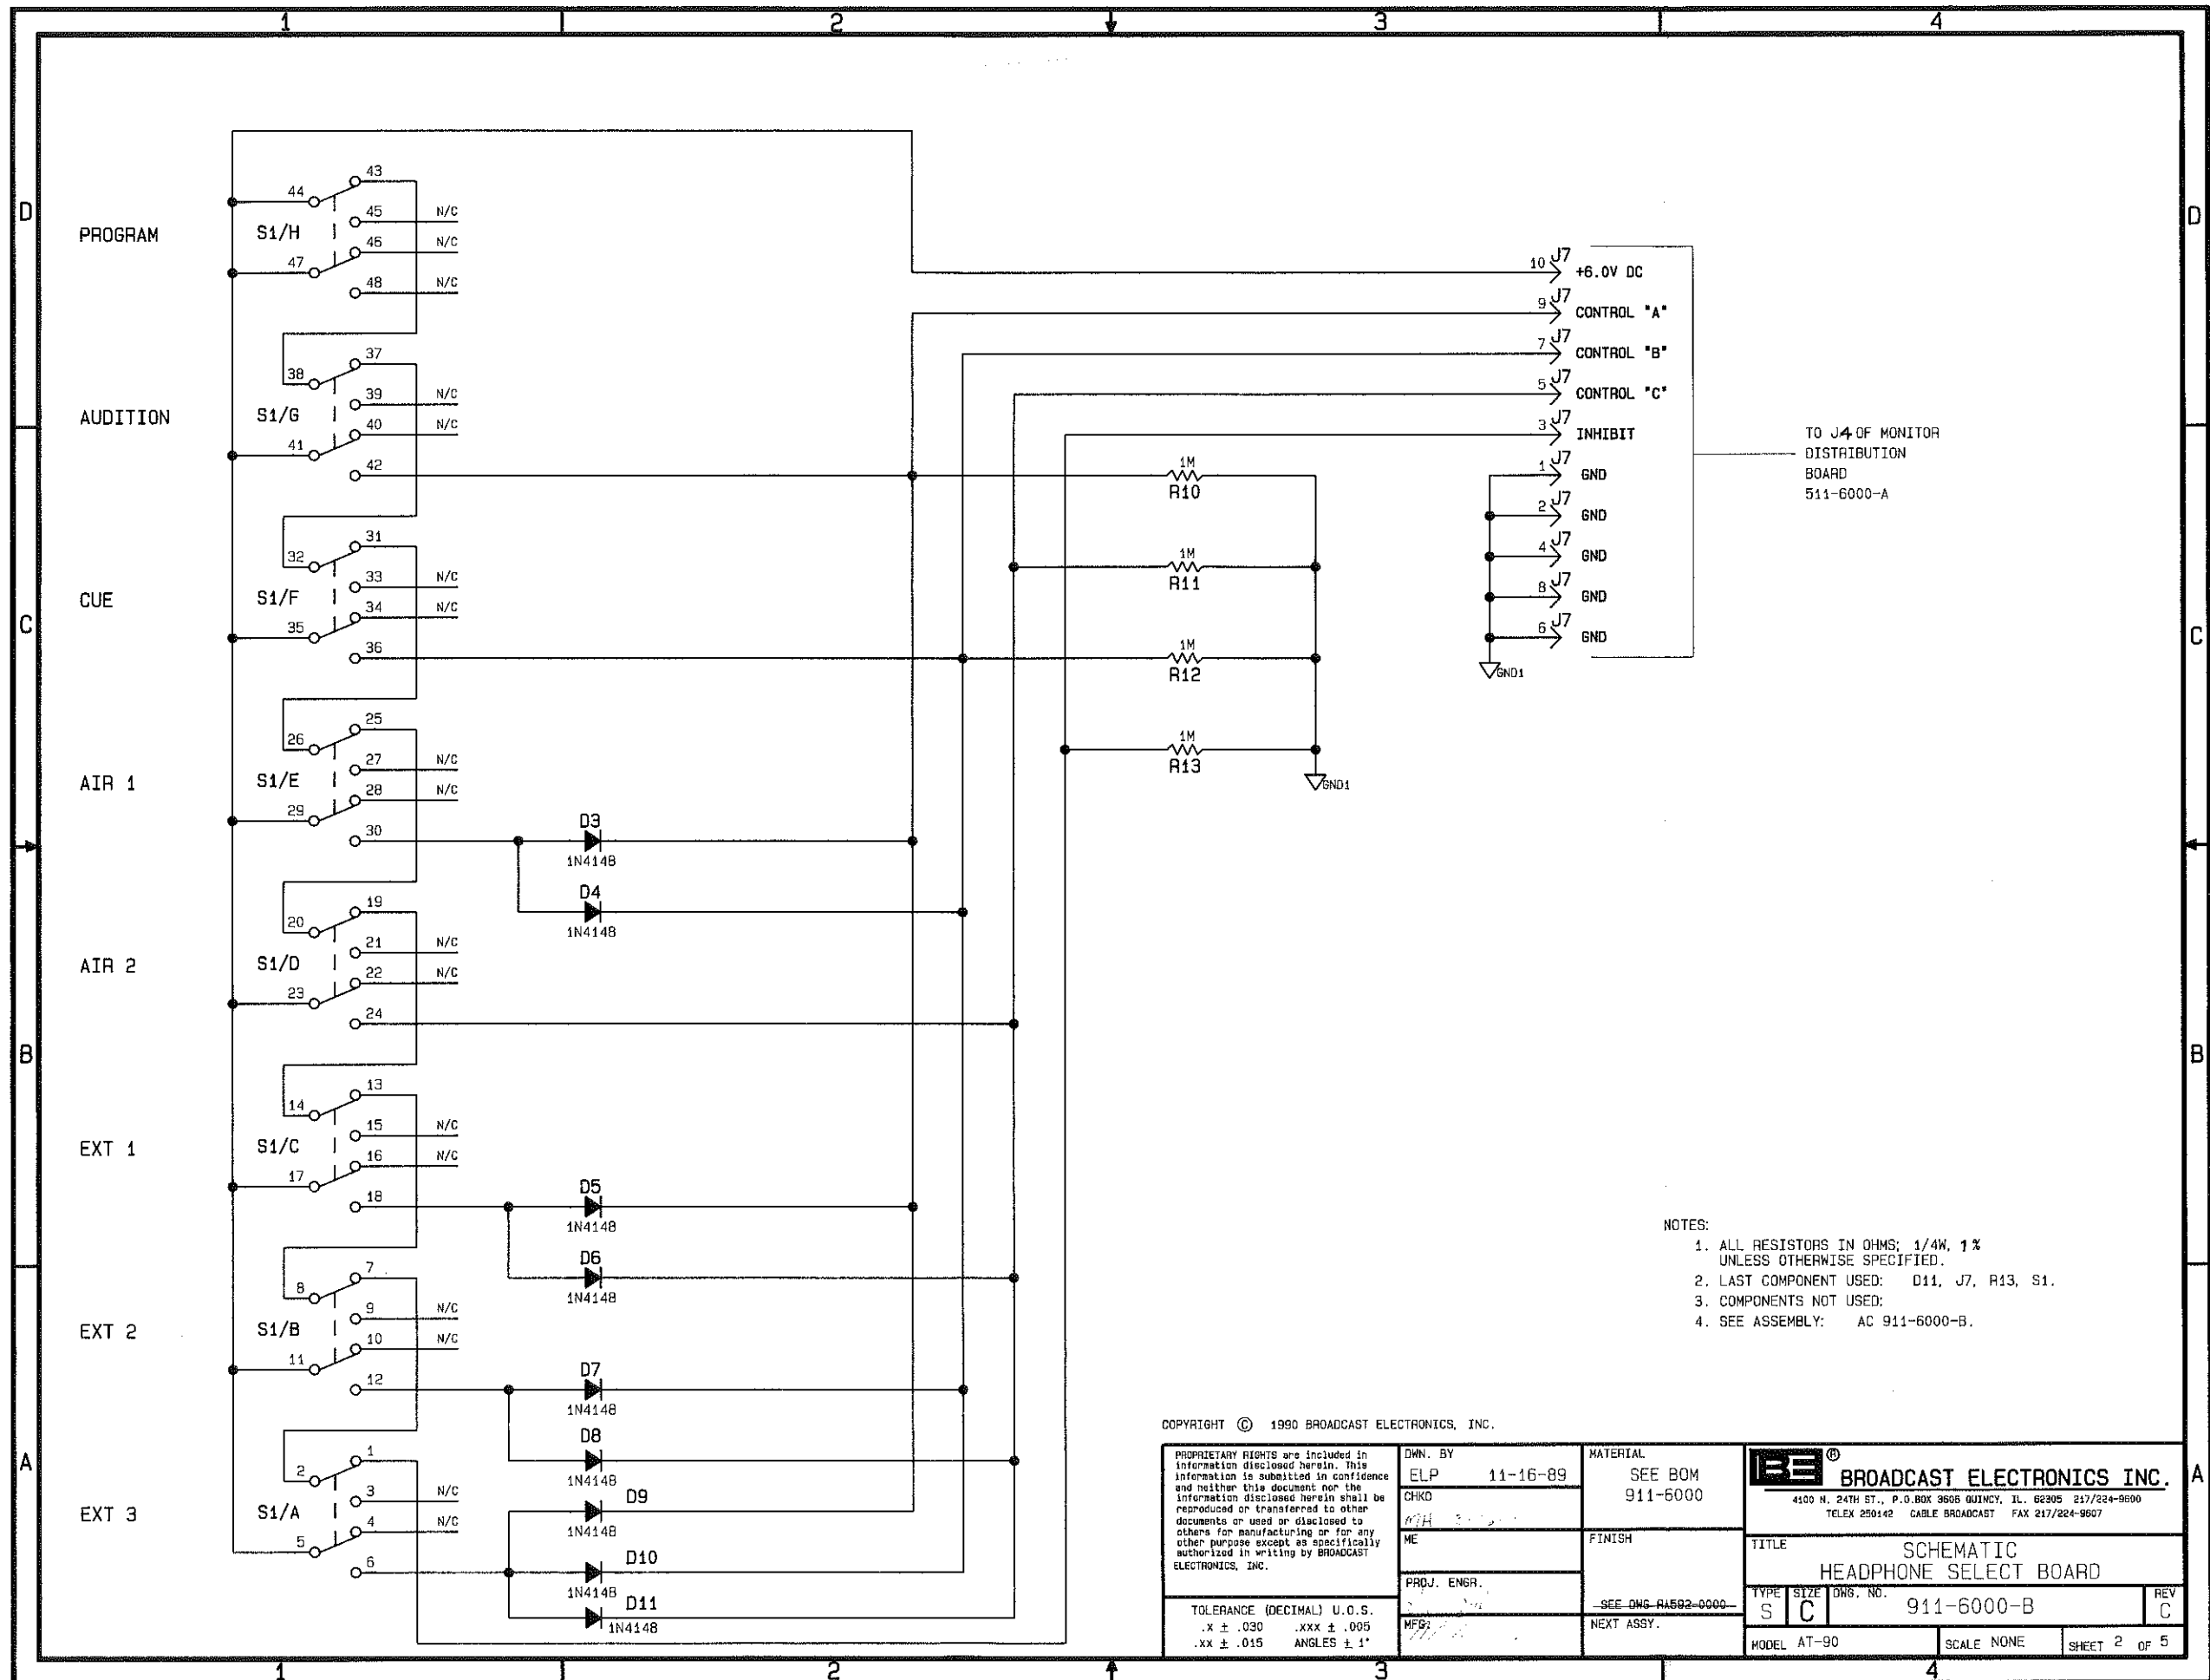 1 2 3 4
D
D
PROGRAM
44 43
S1/H
45 N/C
46 N/C
47
48 N/C
AUDITION
38 37
S1/G
39 N/C
40 N/C
41
42
CUE
32 31
S1/F
33 N/C
34 N/C
35
36
AIR 1
26 25
S1/E
27 N/C
28 N/C
29
30
AIR 2
20 19
S1/D
21 N/C
22 N/C
23
24
EXT 1
14 13
S1/C
15 N/C
16 N/C
17
18
EXT 2
8 7
S1/B
9 N/C
10 N/C
11
12
EXT 3
2 1
S1/A
3 N/C
4 N/C
5
6
D3
1N4148
D4
1N4148
D5
1N4148
D6
1N4148
D7
1N4148
D8
1N4148
D9
1N4148
D10
1N4148
D11
1N4148
1M
R10
1M
R11
1M
R12
1M
R13
GND1
10 J7 +6.0V DC
9 J7 CONTROL "A"
7 J7 CONTROL "B"
5 J7 CONTROL "C"
3 J7 INHIBIT
1 J7 GND
2 J7 GND
4 J7 GND
8 J7 GND
6 J7 GND
GND1
TO J4 OF MONITOR
DISTRIBUTION
BOARD
511-6000-A
C
C
B
B
NOTES:
1. ALL RESISTORS IN OHMS; 1/4W, 1%
UNLESS OTHERWISE SPECIFIED.
2. LAST COMPONENT USED: D11, J7, R13, S1.
3. COMPONENTS NOT USED:
4. SEE ASSEMBLY: AC 911-6000-B.
A
A
COPYRIGHT © 1990 BROADCAST ELECTRONICS, INC.
PROPRIETARY RIGHTS are included in
information disclosed herein. This
information is submitted in confidence
and neither this document nor the
information disclosed herein shall be
reproduced or transferred to other
documents or used or disclosed to
others for manufacturing or for any
other purpose except as specifically
authorized in writing by BROADCAST
ELECTRONICS, INC.
TOLERANCE (DECIMAL) U.O.S.
.X ± .030 .XXX ± .005
.XX ± .015 ANGLES ± 1°
DWN. BY
ELP 11-16-89
CHKD
ME
PROJ. ENGR.
MFG.
MATERIAL
SEE BOM
911-6000
FINISH
SEE DWG RA592-0000
NEXT ASSY.
BE ®
BROADCAST ELECTRONICS INC.
4100 N. 24TH ST., P.O.BOX 3606 QUINCY, IL. 62305 217/224-9600
TELEX 250142 CABLE BROADCAST FAX 217/224-9607
TITLE
SCHEMATIC
HEADPHONE SELECT BOARD
TYPE S
SIZE C
DWG. NO. 911-6000-B
REV C
MODEL AT-90
SCALE NONE
SHEET 2 OF 5
1 2 3 4